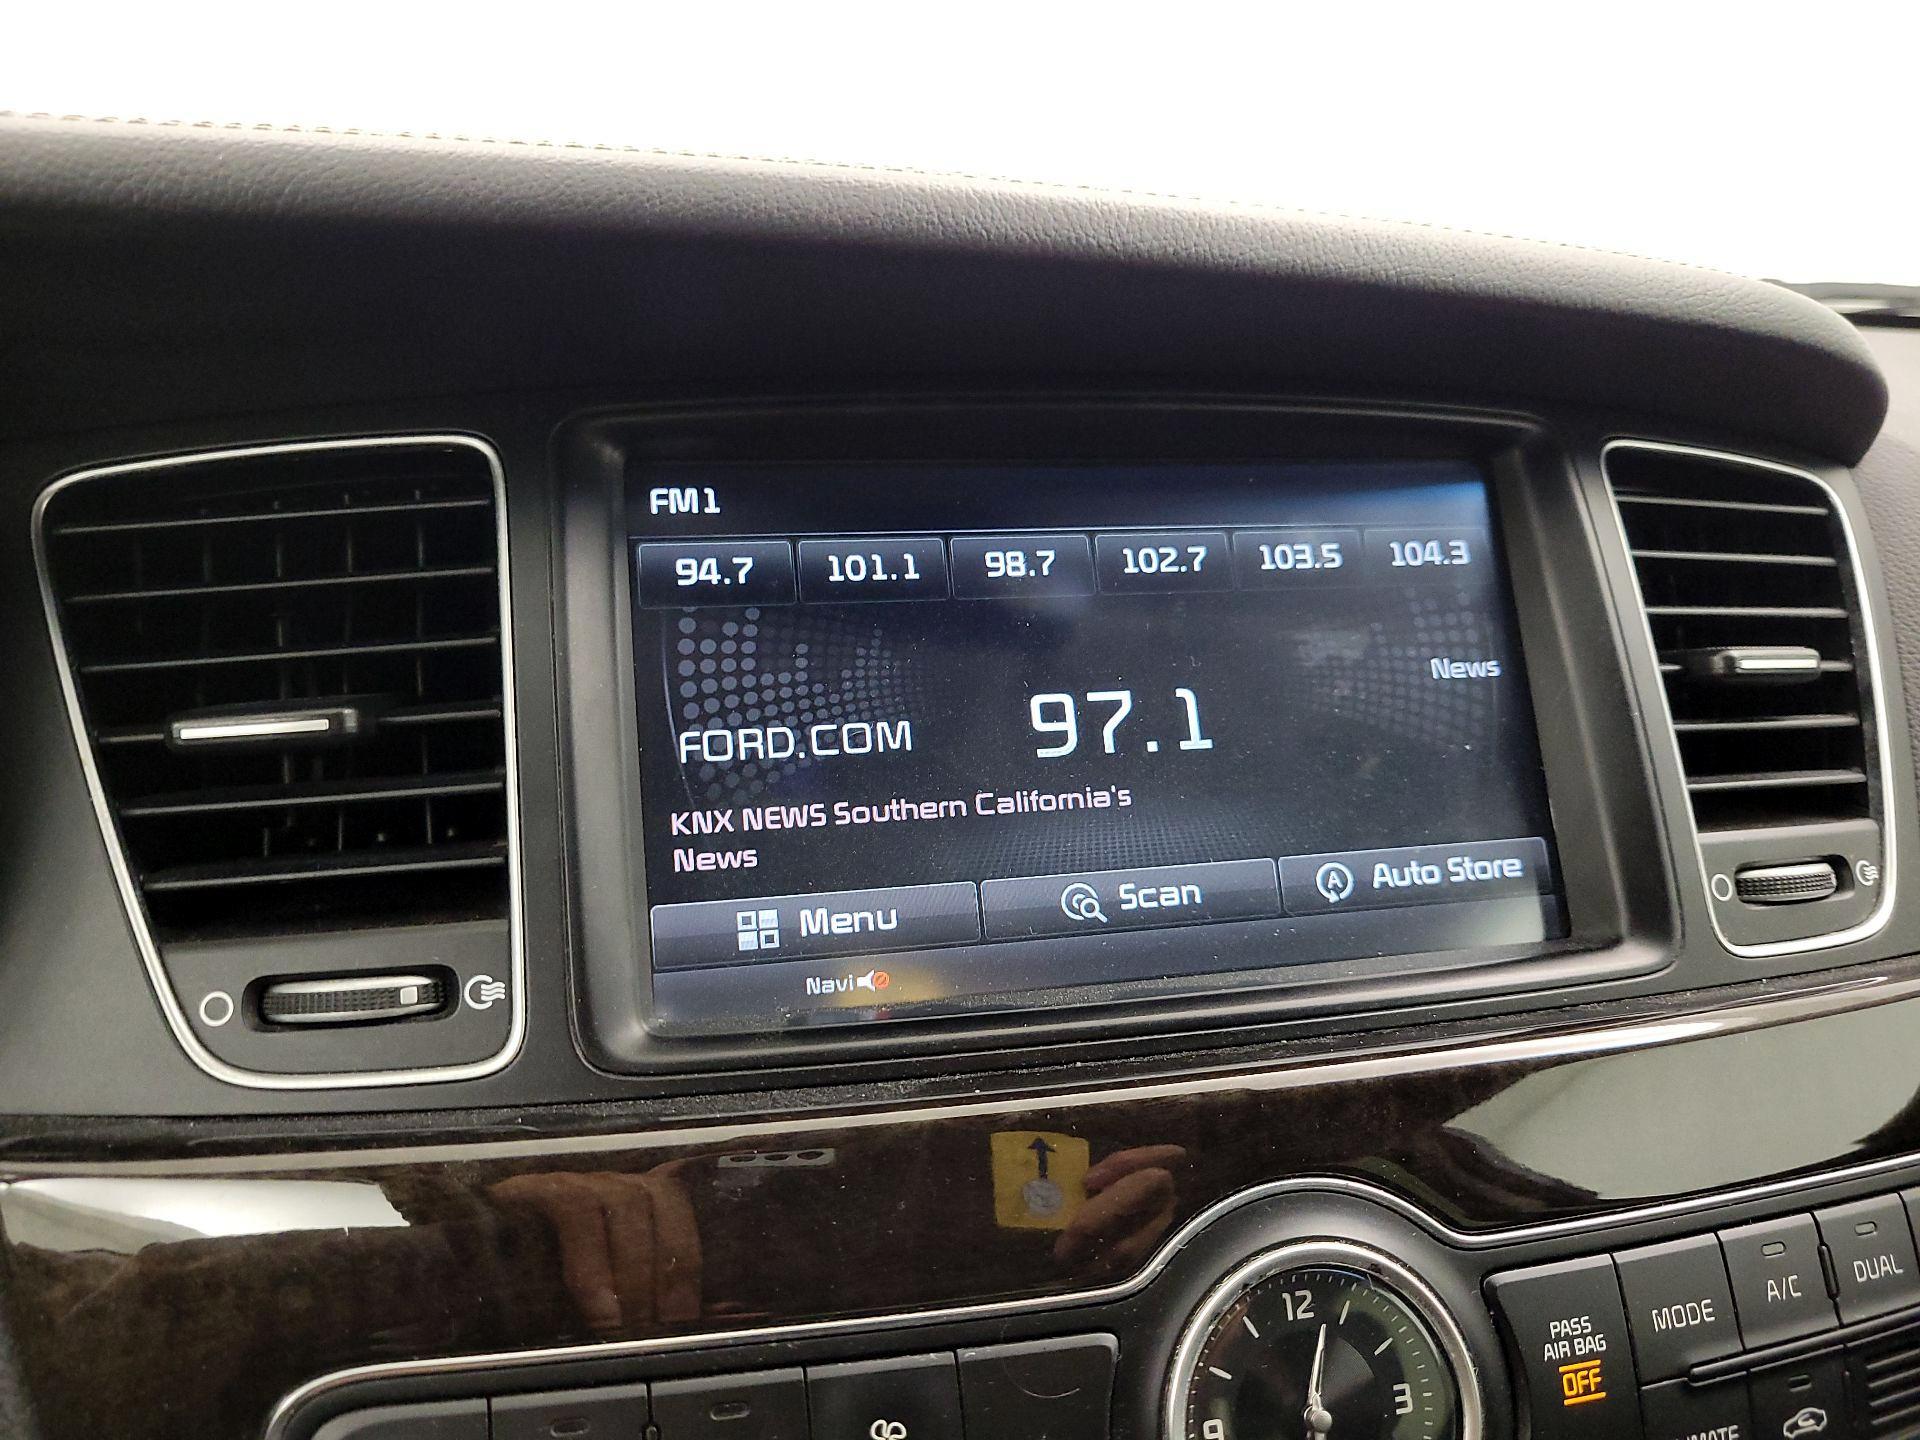 FM1
94.7 101.1 98.7 102.7 103.5 104.3
News
FORD.COM 97.1
KNX NEWS Southern California's
News
Menu Scan Auto Store
Navi
12
3
9
PASS
AIR BAG
OFF
MODE
A/C
DUAL